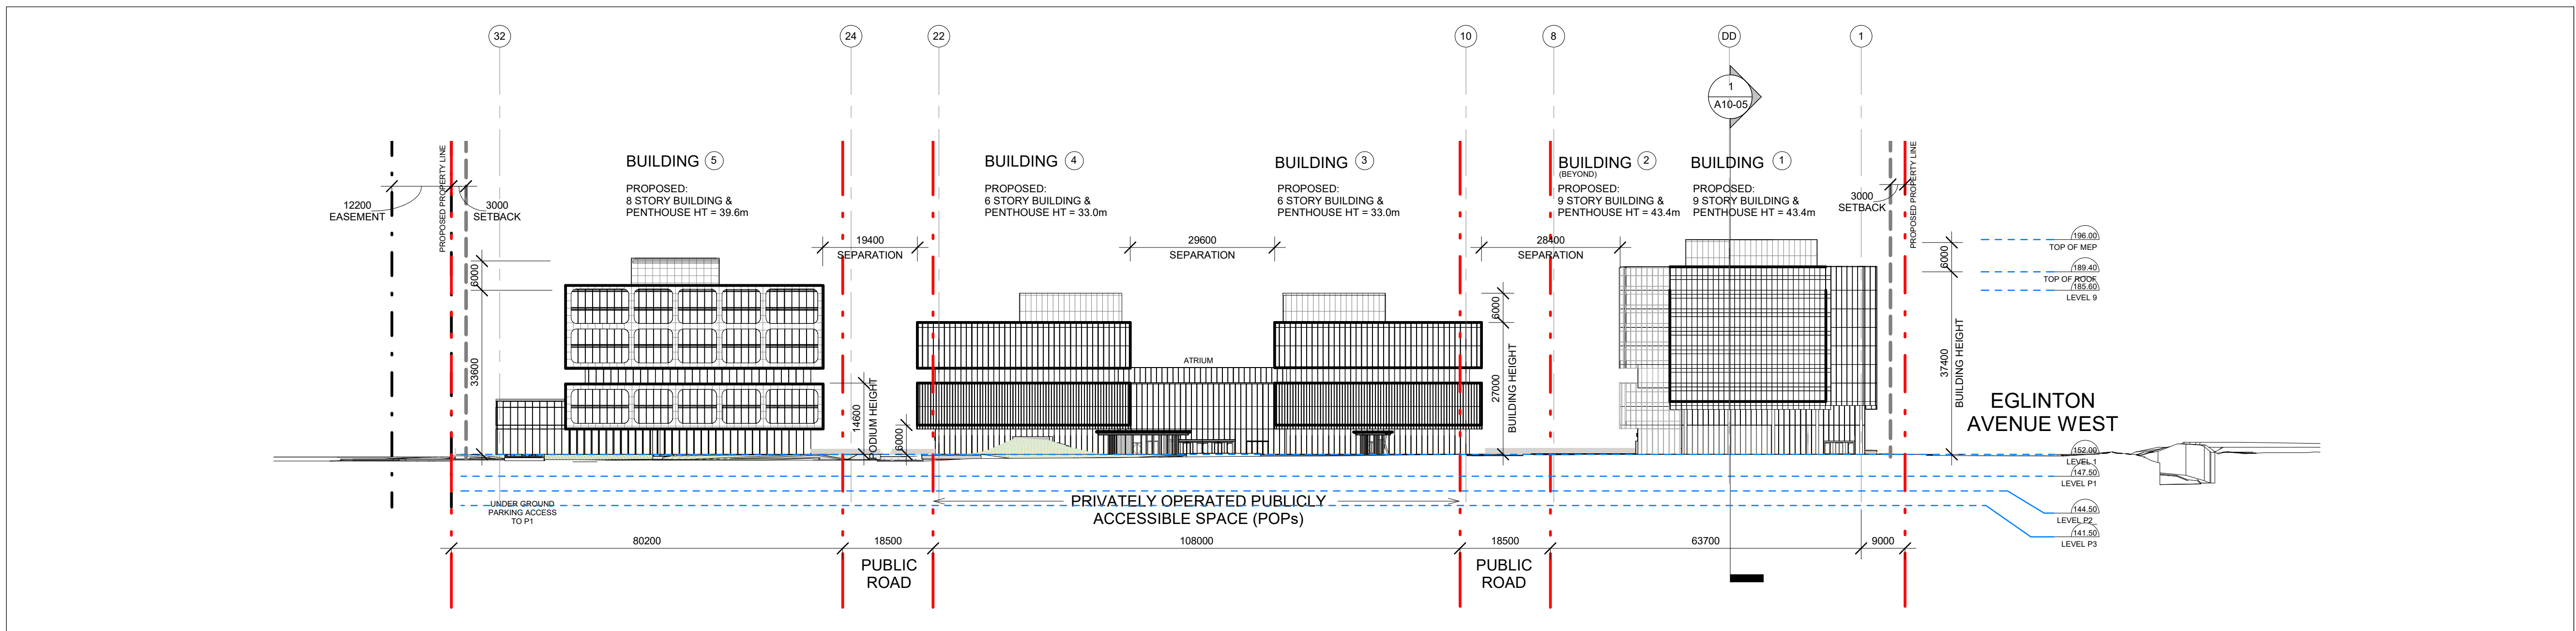 32
24
22
10
8
DD
1
1
A10-05
BUILDING 5
PROPOSED:
8 STORY BUILDING &
PENTHOUSE HT = 39.6m
BUILDING 4
PROPOSED:
6 STORY BUILDING &
PENTHOUSE HT = 33.0m
BUILDING 3
PROPOSED:
6 STORY BUILDING &
PENTHOUSE HT = 33.0m
BUILDING 2
(BEYOND)
PROPOSED:
9 STORY BUILDING &
PENTHOUSE HT = 43.4m
BUILDING 1
PROPOSED:
9 STORY BUILDING &
PENTHOUSE HT = 43.4m
PROPOSED PROPERTY LINE
12200
EASEMENT
3000
SETBACK
3000
SETBACK
PROPOSED PROPERTY LINE
19400
SEPARATION
29600
SEPARATION
28400
SEPARATION
6000
33600
14600
PODIUM HEIGHT
6000
ATRIUM
6000
27000
BUILDING HEIGHT
6000
37400
BUILDING HEIGHT
196.00
TOP OF MEP
189.40
TOP OF ROOF
185.60
LEVEL 9
EGLINTON
AVENUE WEST
152.00
LEVEL 1
147.50
LEVEL P1
144.50
LEVEL P2
141.50
LEVEL P3
UNDER GROUND
PARKING ACCESS
TO P1
PRIVATELY OPERATED PUBLICLY
ACCESSIBLE SPACE (POPs)
80200
18500
108000
18500
63700
9000
PUBLIC
ROAD
PUBLIC
ROAD